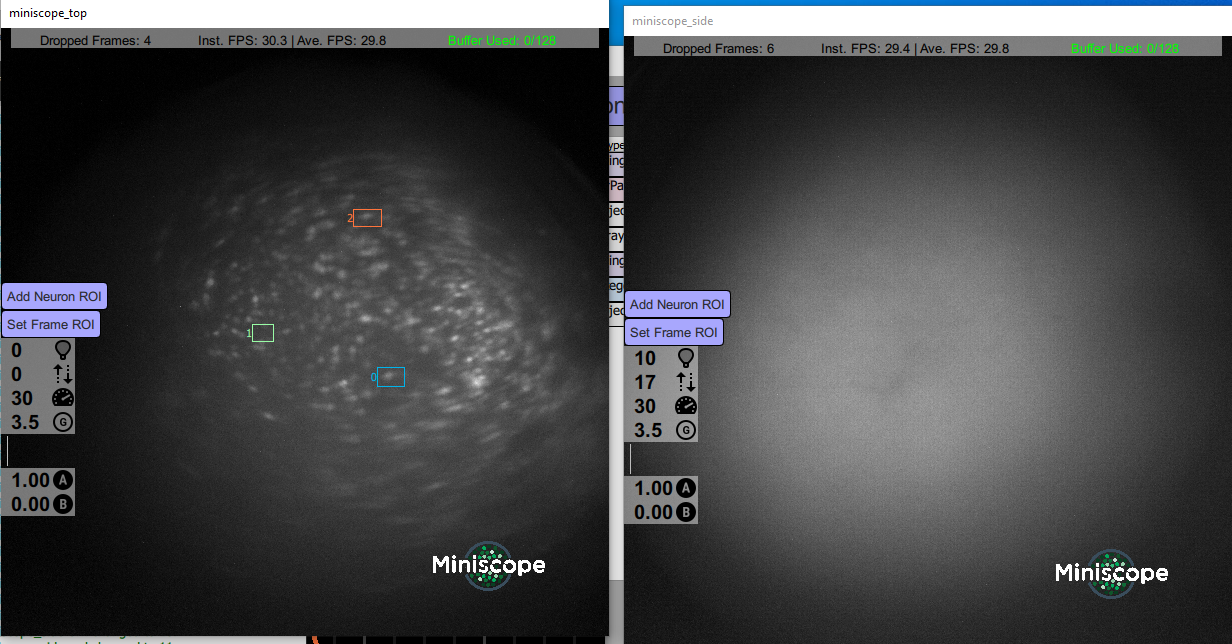 miniscope_top
Dropped Frames: 4 Inst. FPS: 30.3 | Ave. FPS: 29.8 Buffer Used: 0/128
2
1
0
Add Neuron ROI
Set Frame ROI
0
0
30
3.5 G
1.00 A
0.00 B
Miniscope
miniscope_side
Dropped Frames: 6 Inst. FPS: 29.4 | Ave. FPS: 29.8 Buffer Used: 0/128
Add Neuron ROI
Set Frame ROI
10
17
30
3.5 G
1.00 A
0.00 B
Miniscope